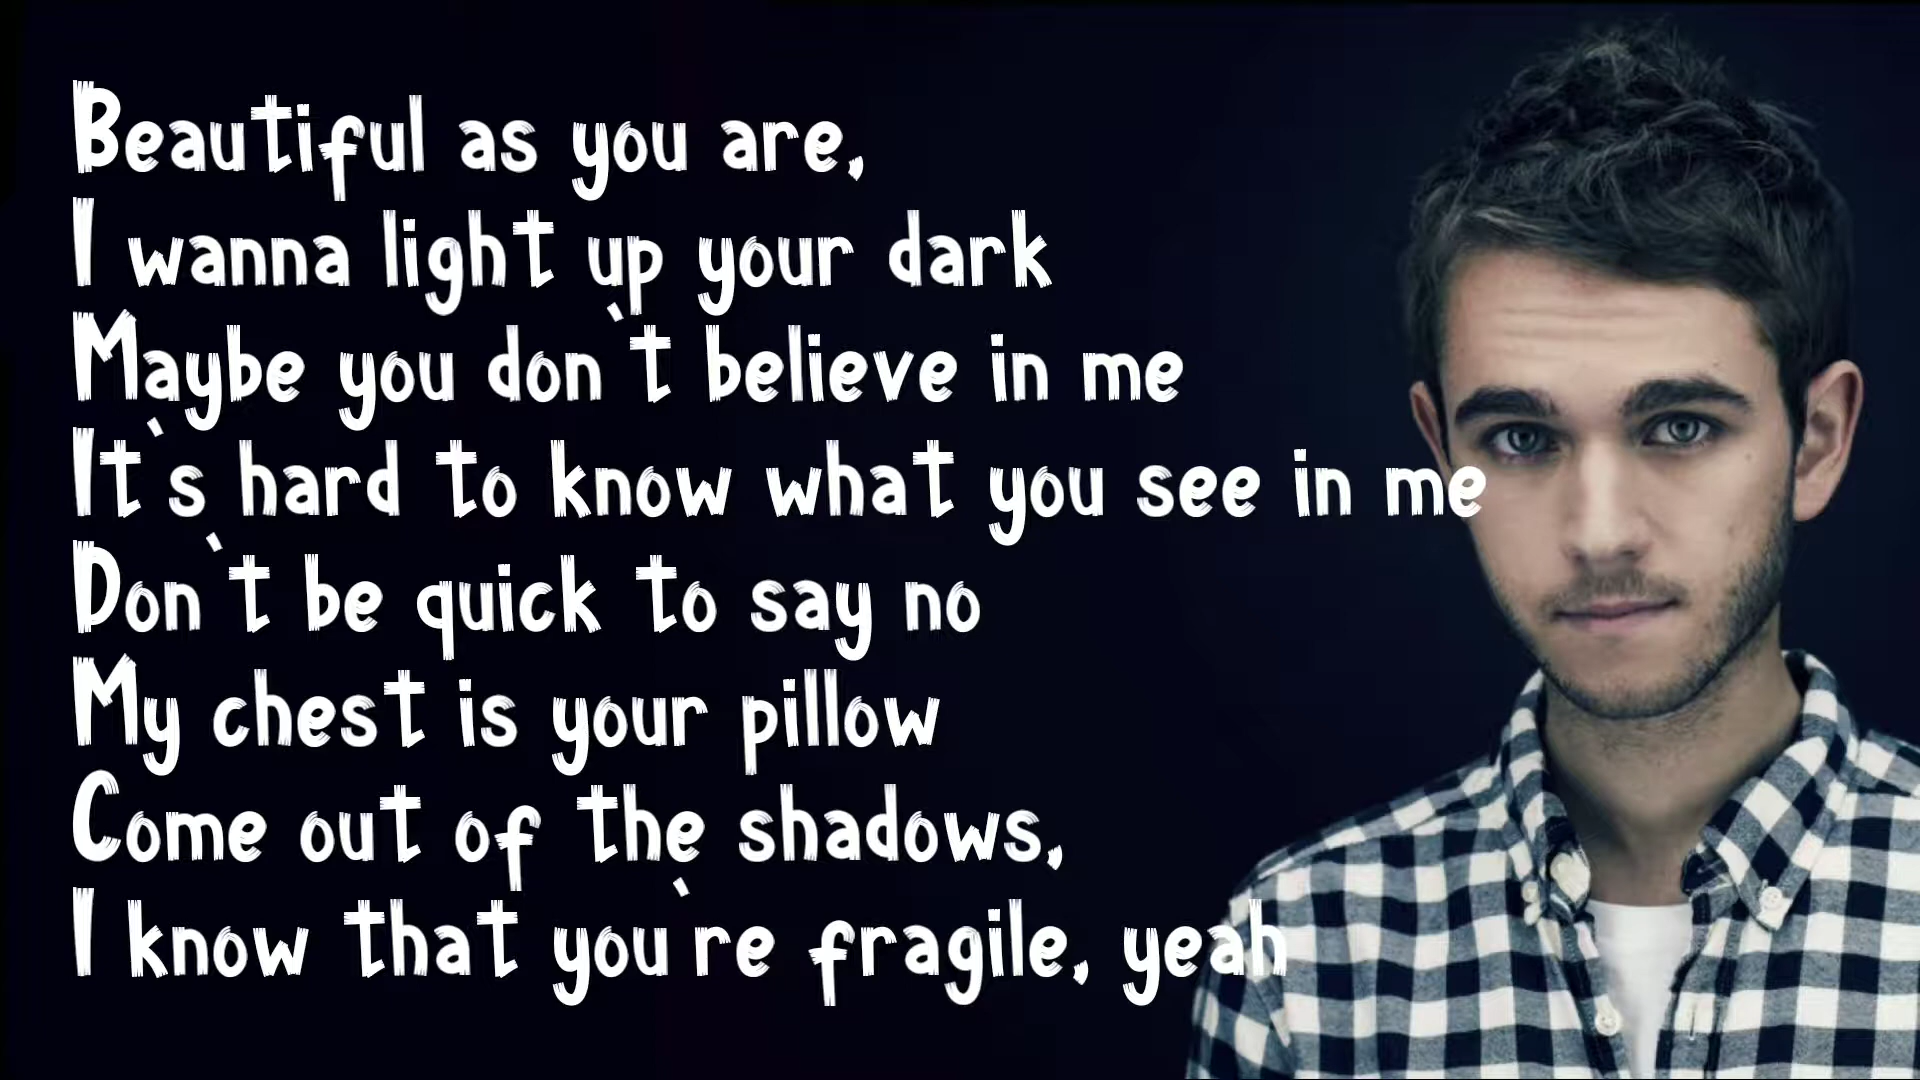 Beautiful as you are,
I wanna light up your dark
Maybe you don't believe in me
It's hard to know what you see in me
Don't be quick to say no
My chest is your pillow
Come out of the shadows,
I know that you're fragile, yeah